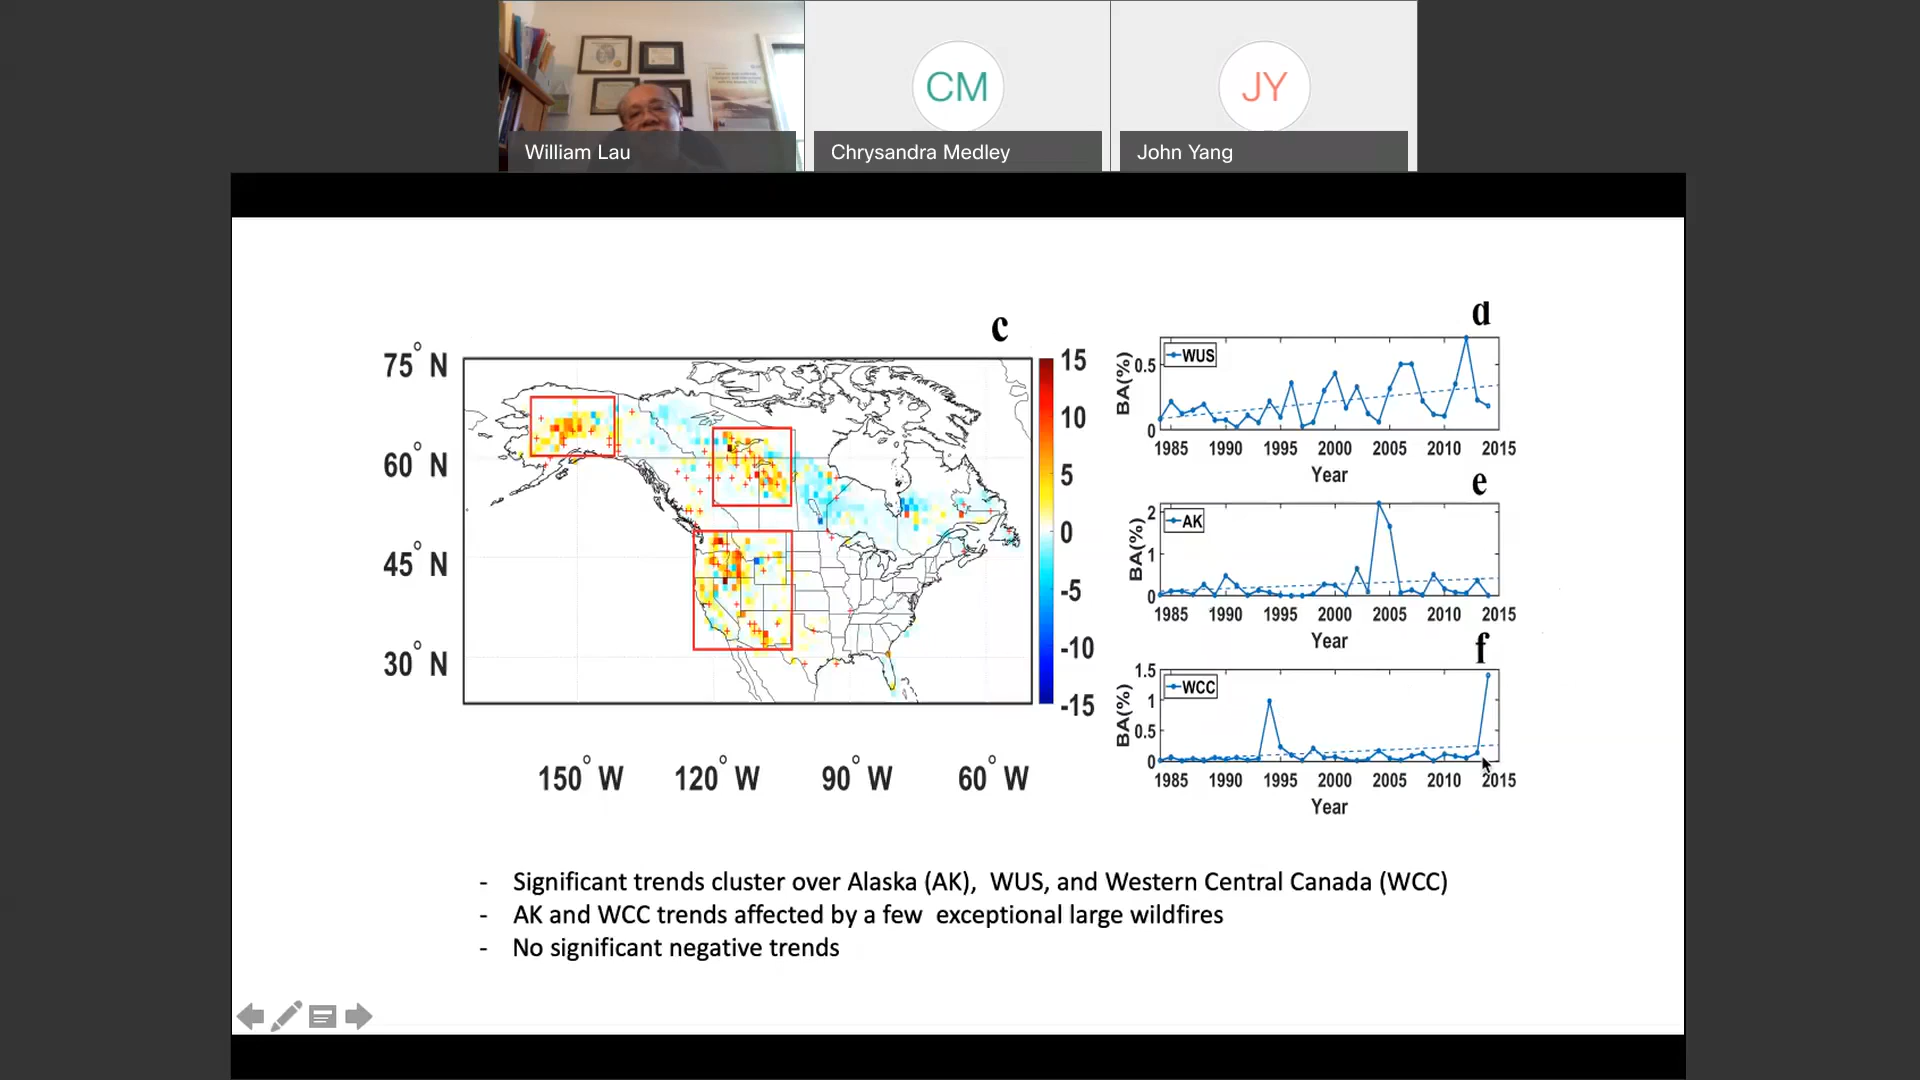 CM
JY
William Lau
Chrysandra Medley
John Yang
c
75° N
60° N
45° N
30° N
150° W
120° W
90° W
60° W
15
10
5
0
-5
-10
-15
d
WUS
BA(%)
0.5
0
1985 1990 1995 2000 2005 2010 2015
Year
e
AK
BA(%)
2
1
0
1985 1990 1995 2000 2005 2010 2015
Year
f
WCC
BA(%)
1.5
1
0.5
0
1985 1990 1995 2000 2005 2010 2015
Year
- Significant trends cluster over Alaska (AK), WUS, and Western Central Canada (WCC)
- AK and WCC trends affected by a few exceptional large wildfires
- No significant negative trends